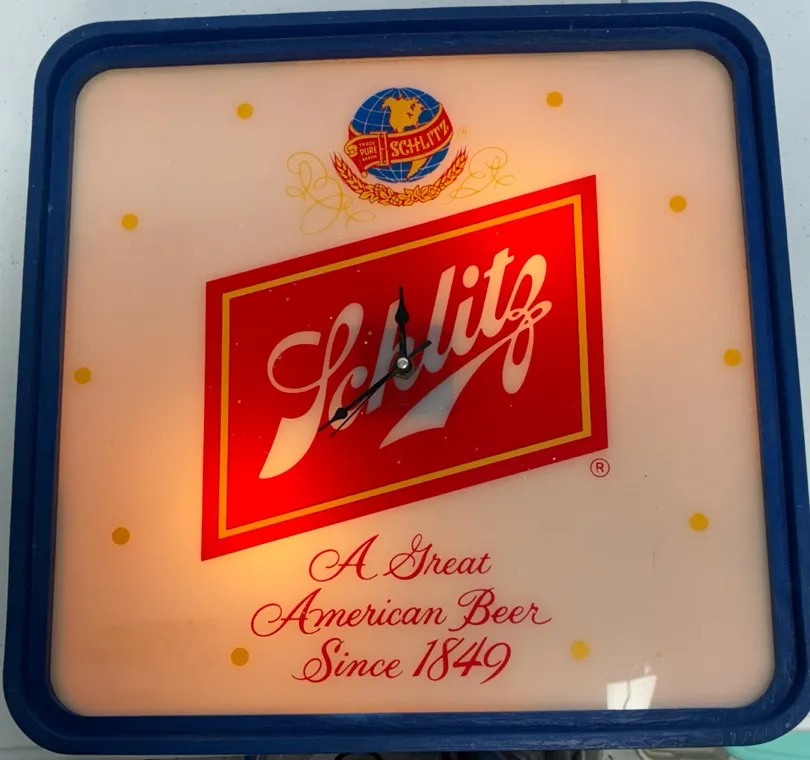 TRADE
PURE
MARK
SCHLITZ
®
Schlitz
®
A Great
American Beer
Since 1849